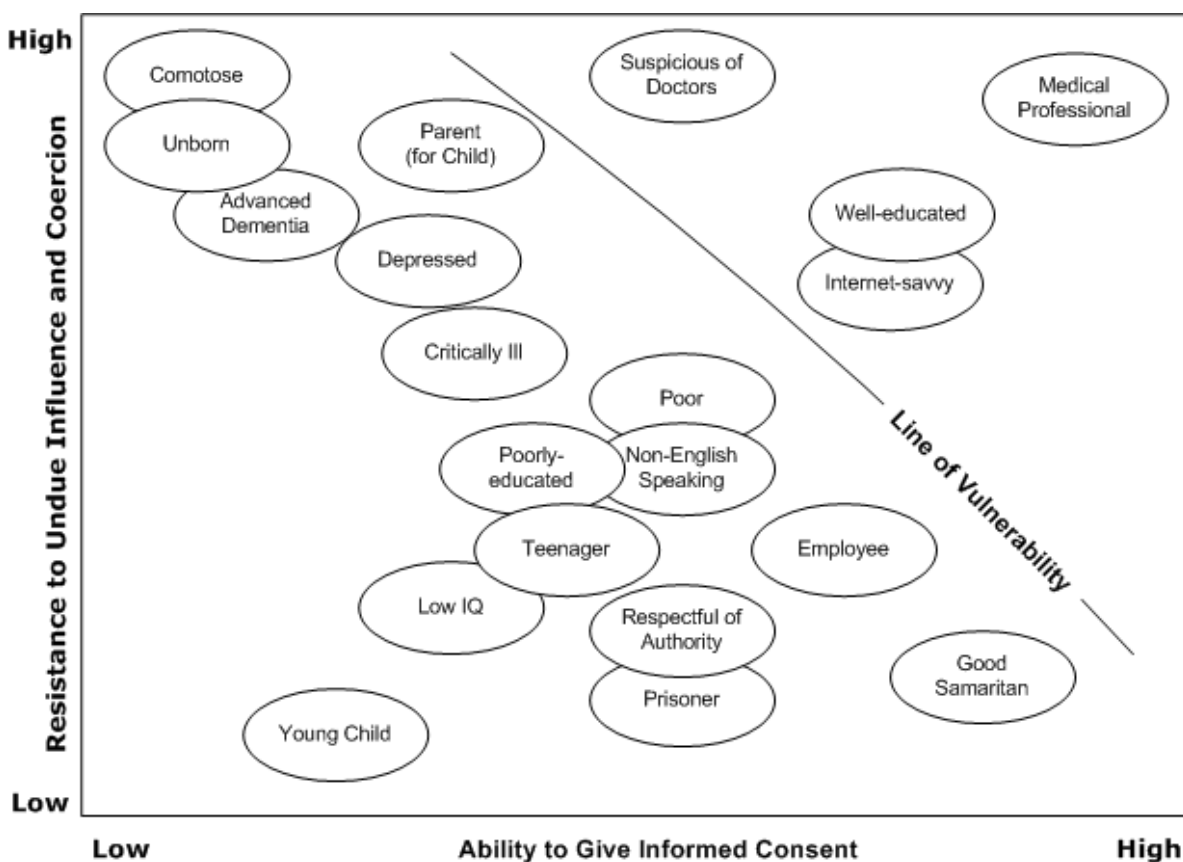 High
Comotose
Suspicious of
Doctors
Medical
Professional
Unborn
Parent
(for Child)
Advanced
Dementia
Well-educated
Depressed
Internet-savvy
Critically Ill
Poor
Line of Vulnerability
Poorly-
educated
Non-English
Speaking
Teenager
Employee
Low IQ
Respectful of
Authority
Good
Samaritan
Prisoner
Young Child
Resistance to Undue Influence and Coercion
Low
Low
Ability to Give Informed Consent
High